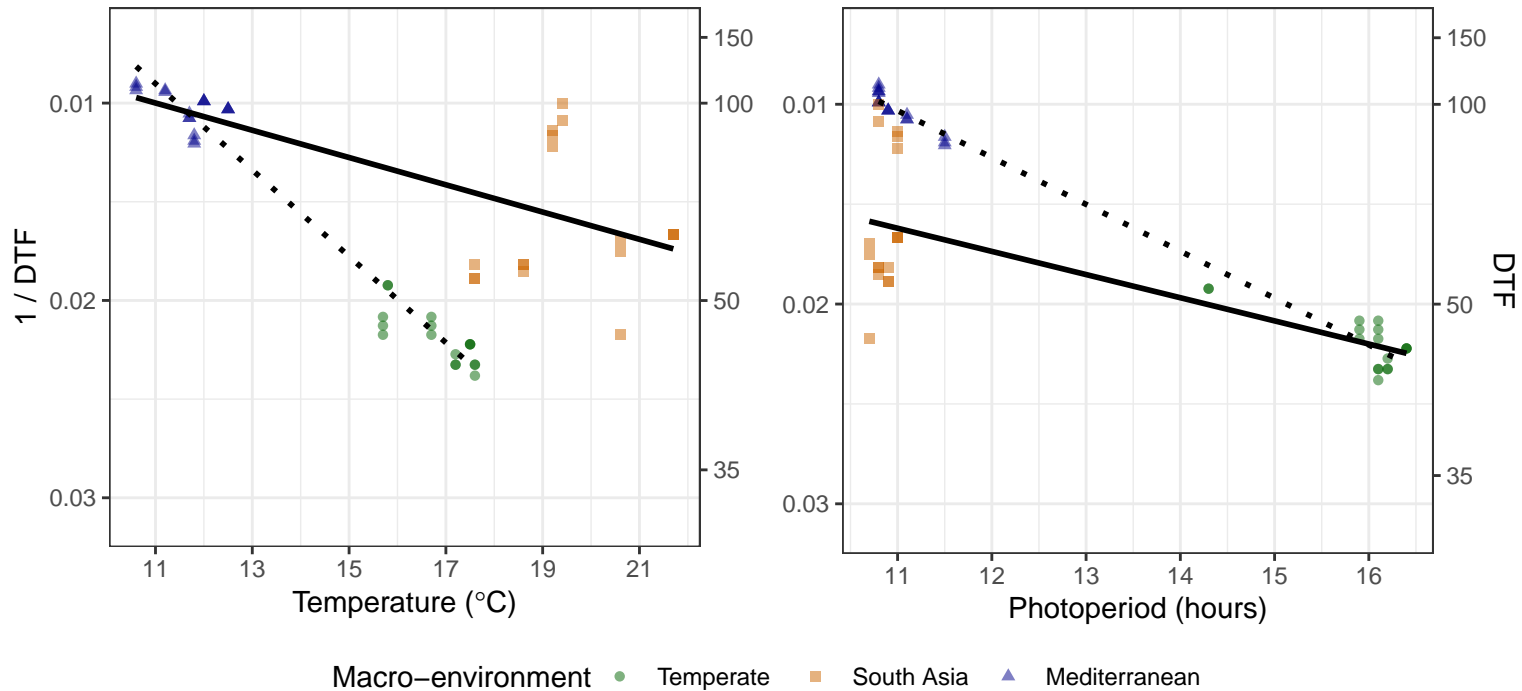 1 / DTF
0.01
0.02
0.03
150
100
50
35
11 13 15 17 19 21
Temperature (°C)
0.01
0.02
0.03
150
100
50
35
DTF
11 12 13 14 15 16
Photoperiod (hours)
Macro−environment Temperate South Asia Mediterranean